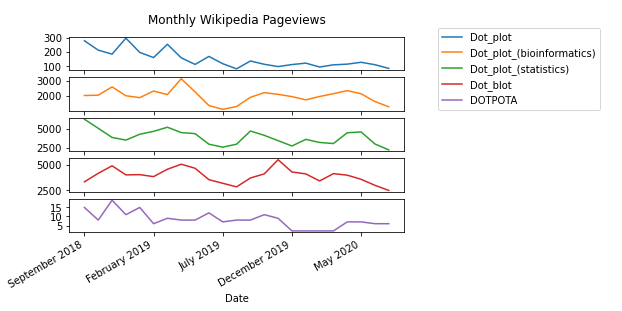 Monthly Wikipedia Pageviews
300
200
100
3000
2000
5000
2500
5000
2500
15
10
5
September 2018
February 2019
July 2019
December 2019
May 2020
Date
Dot_plot
Dot_plot_(bioinformatics)
Dot_plot_(statistics)
Dot_blot
DOTPOTA